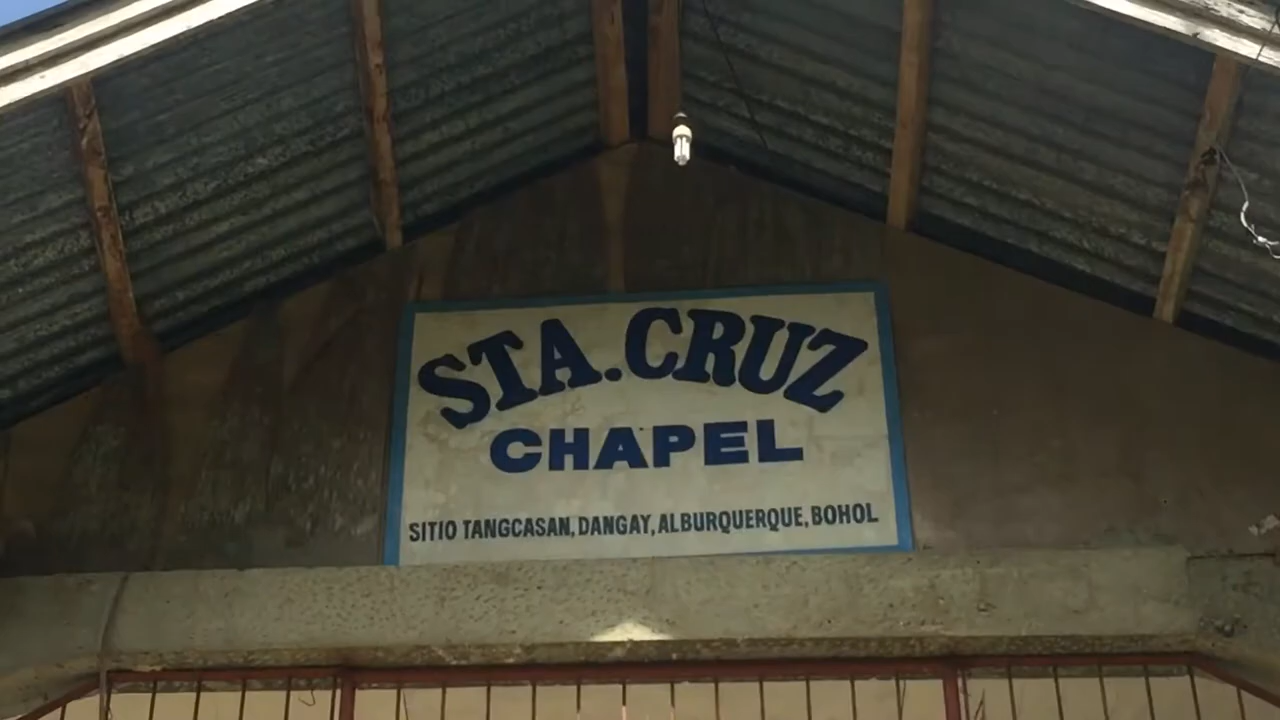 STA. CRUZ
CHAPEL
SITIO TANGCASAN, DANGAY, ALBURQUERQUE, BOHOL